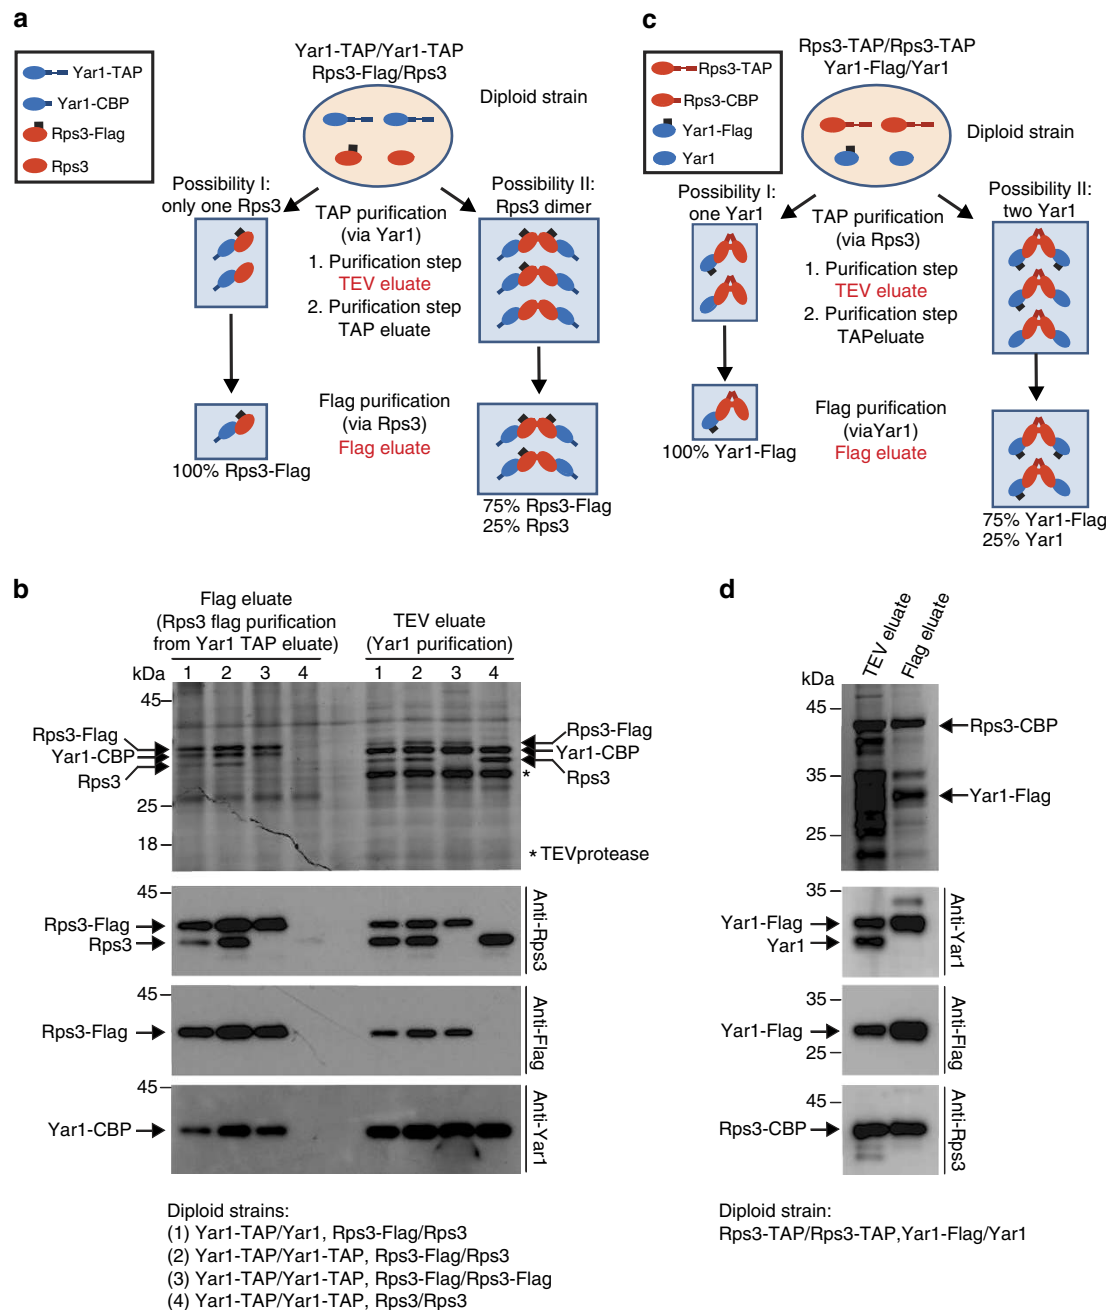 a
Yar1-TAP/Yar1-TAP
Rps3-Flag/Rps3
Yar1-TAP
Yar1-CBP
Rps3-Flag
Rps3
Diploid strain
Possibility I:
only one Rps3
TAP purification
(via Yar1)
1. Purification step
TEV eluate
2. Purification step
TAP eluate
Possibility II:
Rps3 dimer
Flag purification
(via Rps3)
Flag eluate
100% Rps3-Flag
75% Rps3-Flag
25% Rps3
c
Rps3-TAP/Rps3-TAP
Yar1-Flag/Yar1
Rps3-TAP
Rps3-CBP
Yar1-Flag
Yar1
Diploid strain
Possibility I:
one Yar1
TAP purification
(via Rps3)
1. Purification step
TEV eluate
2. Purification step
TAPeluate
Possibility II:
two Yar1
Flag purification
(viaYar1)
Flag eluate
100% Yar1-Flag
75% Yar1-Flag
25% Yar1
b
Flag eluate
(Rps3 flag purification
from Yar1 TAP eluate)
TEV eluate
(Yar1 purification)
kDa
1 2 3 4
1 2 3 4
45
Rps3-Flag
Yar1-CBP
Rps3
25
18
Rps3-Flag
Yar1-CBP
Rps3
*
* TEVprotease
45
Rps3-Flag
Rps3
Anti-Rps3
45
Rps3-Flag
Anti-Flag
45
Yar1-CBP
Anti-Yar1
Diploid strains:
(1) Yar1-TAP/Yar1, Rps3-Flag/Rps3
(2) Yar1-TAP/Yar1-TAP, Rps3-Flag/Rps3
(3) Yar1-TAP/Yar1-TAP, Rps3-Flag/Rps3-Flag
(4) Yar1-TAP/Yar1-TAP, Rps3/Rps3
d
TEV eluate
Flag eluate
kDa
45
Rps3-CBP
35
Yar1-Flag
25
35
Yar1-Flag
Yar1
Anti-Yar1
35
Yar1-Flag
25
Anti-Flag
45
Rps3-CBP
Anti-Rps3
Diploid strain:
Rps3-TAP/Rps3-TAP,Yar1-Flag/Yar1